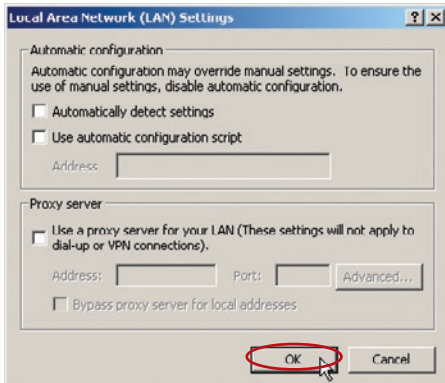 Local Area Network (LAN) Settings
Automatic configuration
Automatic configuration may override manual settings. To ensure the
use of manual settings, disable automatic configuration.
Automatically detect settings
Use automatic configuration script
Address
Proxy server
Use a proxy server for your LAN (These settings will not apply to
dial-up or VPN connections).
Address: Port: Advanced...
Bypass proxy server for local addresses
OK Cancel